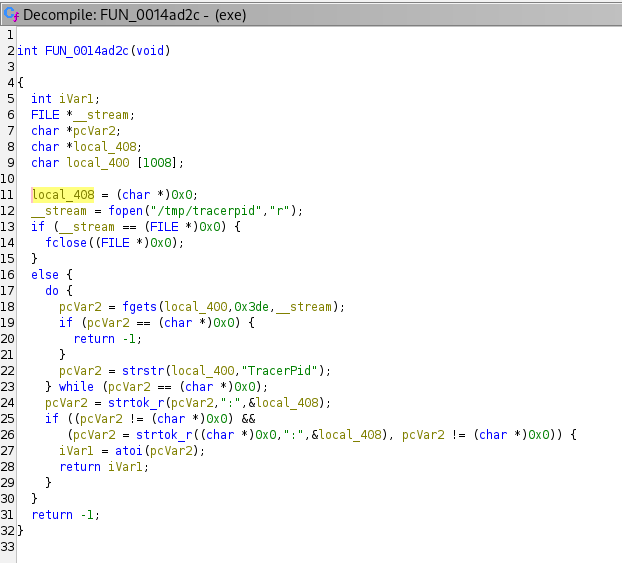 Decompile: FUN_0014ad2c - (exe)
1
2 int FUN_0014ad2c(void)
3
4 {
5   int iVar1;
6   FILE *__stream;
7   char *pcVar2;
8   char *local_408;
9   char local_400 [1008];
10
11   local_408 = (char *)0x0;
12   __stream = fopen("/tmp/tracerpid","r");
13   if (__stream == (FILE *)0x0) {
14     fclose((FILE *)0x0);
15   }
16   else {
17     do {
18       pcVar2 = fgets(local_400,0x3de,__stream);
19       if (pcVar2 == (char *)0x0) {
20         return -1;
21       }
22       pcVar2 = strstr(local_400,"TracerPid");
23     } while (pcVar2 == (char *)0x0);
24     pcVar2 = strtok_r(pcVar2,":",&local_408);
25     if ((pcVar2 != (char *)0x0) &&
26        (pcVar2 = strtok_r((char *)0x0,":",&local_408), pcVar2 != (char *)0x0)) {
27       iVar1 = atoi(pcVar2);
28       return iVar1;
29     }
30   }
31   return -1;
32 }
33